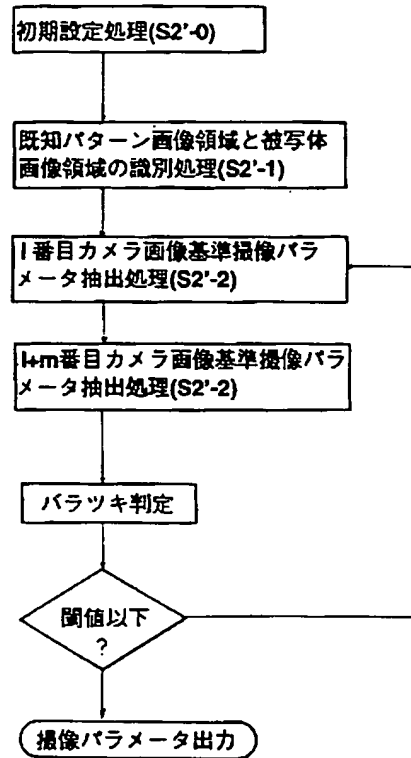 初期設定処理(S2'-0)
既知パターン画像領域と被写体
画像領域の識別処理(S2'-1)
l番目カメラ画像基準撮像パラ
メータ抽出処理(S2'-2)
l+m番目カメラ画像基準撮像パラ
メータ抽出処理(S2'-2)
バラツキ判定
閾値以下
?
撮像パラメータ出力